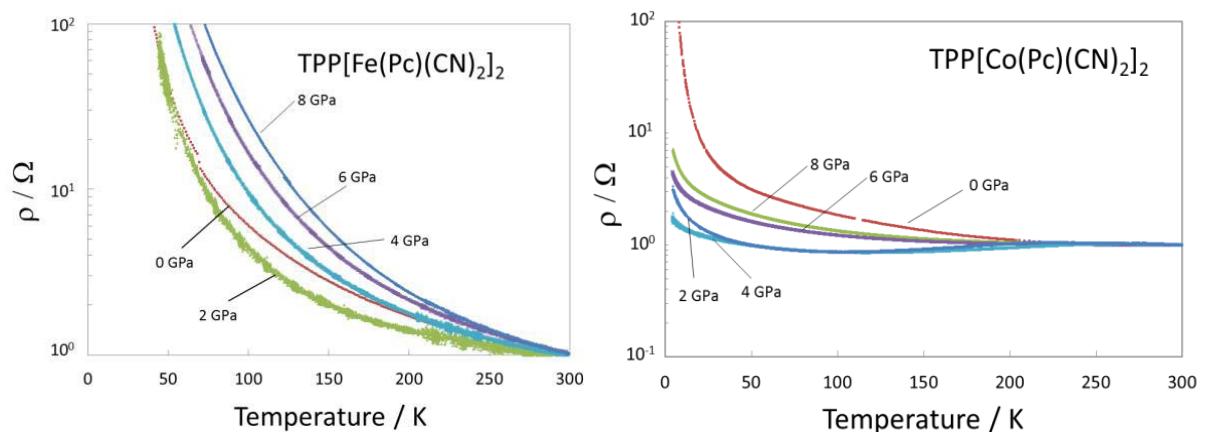 10²
10¹
10⁰
ρ / Ω
TPP[Fe(Pc)(CN)₂]₂
8 GPa
6 GPa
4 GPa
0 GPa
2 GPa
0 50 100 150 200 250 300
Temperature / K
10²
10¹
10⁰
10⁻¹
ρ / Ω
TPP[Co(Pc)(CN)₂]₂
8 GPa
6 GPa
0 GPa
2 GPa
4 GPa
0 50 100 150 200 250 300
Temperature / K